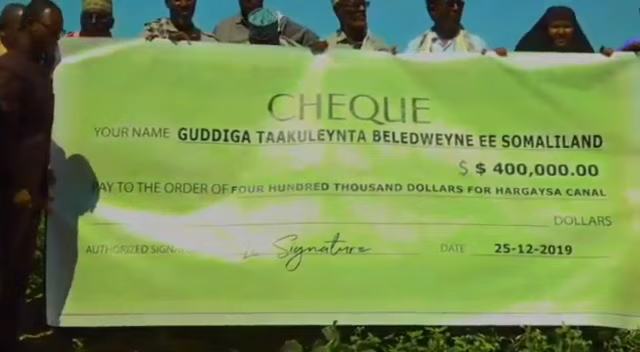 CHEQUE
YOUR NAME GUDDIGA TAAKULEYNTA BELEDWEYNE EE SOMALILAND
$ $ 400,000.00
PAY TO THE ORDER OF FOUR HUNDRED THOUSAND DOLLARS FOR HARGAYSA CANAL
DOLLARS
AUTHORIZED Signature DATE 25-12-2019